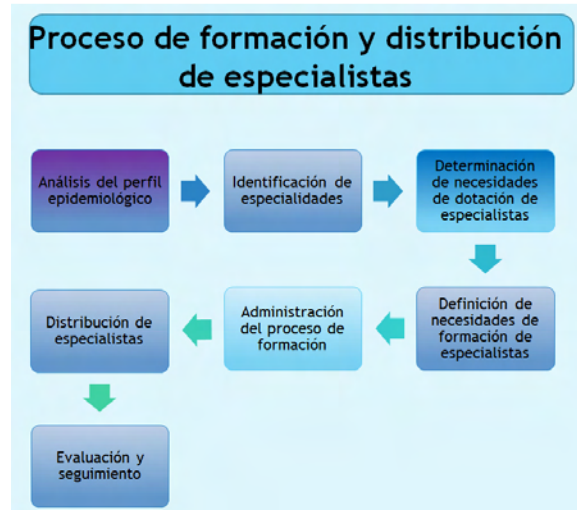 Proceso de formación y distribución
de especialistas
Análisis del perfil
epidemiológico
Identificación de
especialidades
Determinación
de necesidades
de dotación de
especialistas
Definición de
necesidades de
formación de
especialistas
Administración
del proceso de
formación
Distribución de
especialistas
Evaluación y
seguimiento